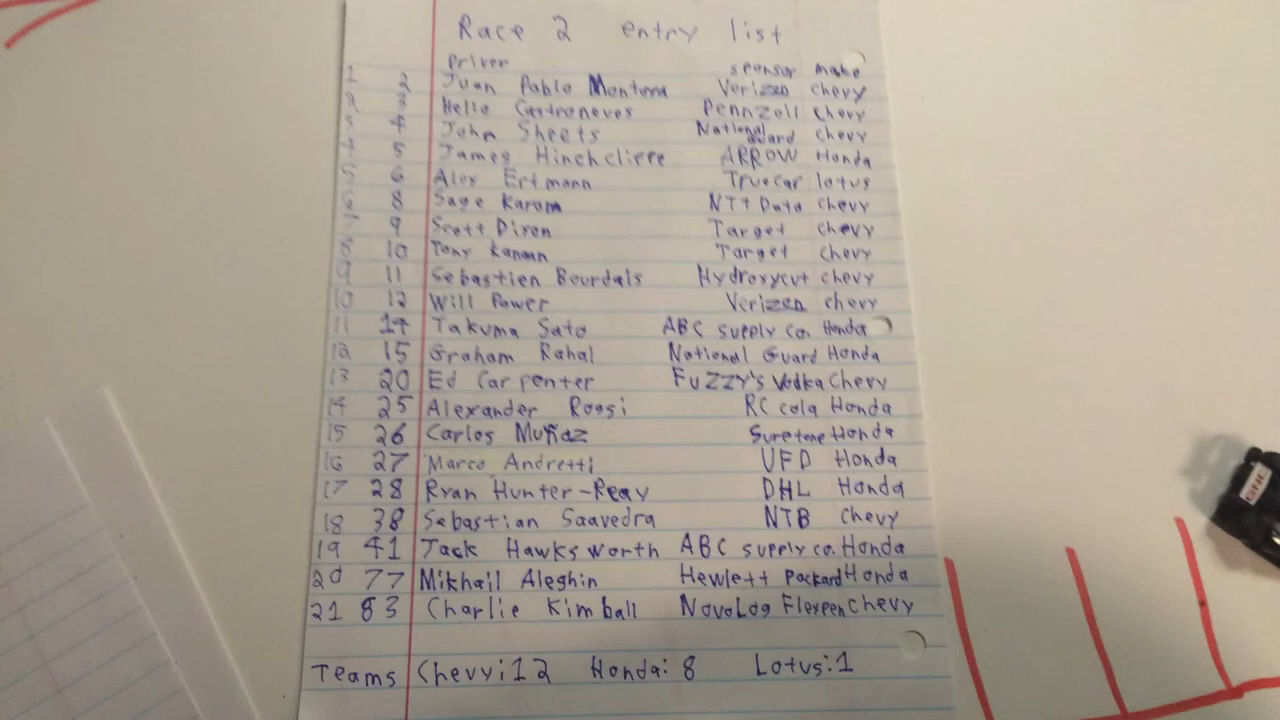 Race 2 entry list
Driver sponsor make
1 2 Juan Pablo Montoya Verizon chevy
2 3 Helio Castroneves Pennzoil chevy
3 4 John Sheets National Guard chevy
4 5 James Hinchcliffe ARROW Honda
5 6 Alex Ertmann Truecar lotus
6 8 Sage Karam NTT Data chevy
7 9 Scott Dixon Target chevy
8 10 Tony Kanaan Target chevy
9 11 Sebastien Bourdais Hydroxycut chevy
10 12 Will Power Verizon chevy
11 14 Takuma Sato ABC supply co. Honda
12 15 Graham Rahal National Guard Honda
13 20 Ed Carpenter Fuzzy's Vodka Chevy
14 25 Alexander Rossi RC cola Honda
15 26 Carlos Muñaz Suretone Honda
16 27 Marco Andretti UFD Honda
17 28 Ryan Hunter-Reay DHL Honda
18 38 Sebastian Saavedra NTB chevy
19 41 Jack Hawksworth ABC supply co. Honda
20 77 Mikhail Aleghin Hewlett packard Honda
21 83 Charlie Kimball NovoLog Flexpen chevy
Teams Chevy:12 Honda:8 Lotus:1
GMC